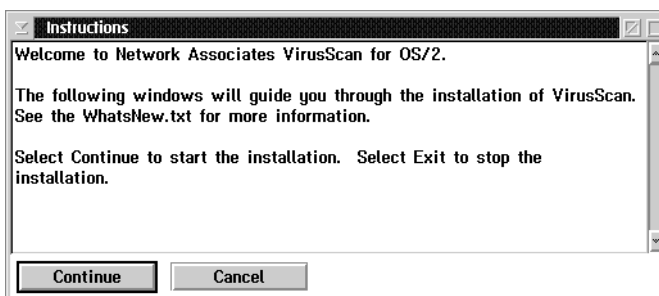 Instructions
Welcome to Network Associates VirusScan for OS/2.
The following windows will guide you through the installation of VirusScan.
See the WhatsNew.txt for more information.
Select Continue to start the installation.  Select Exit to stop the
installation.
Continue
Cancel